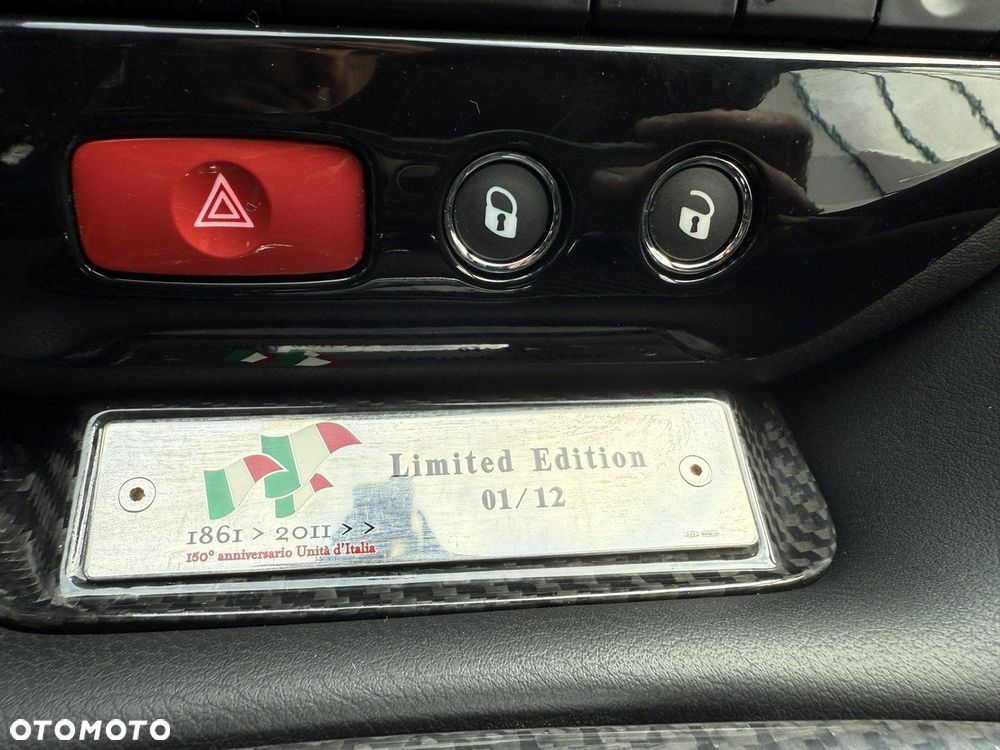 Limited Edition
01/12
1861 > 2011 > >
150° anniversario Unità d'Italia
OTOMOTO